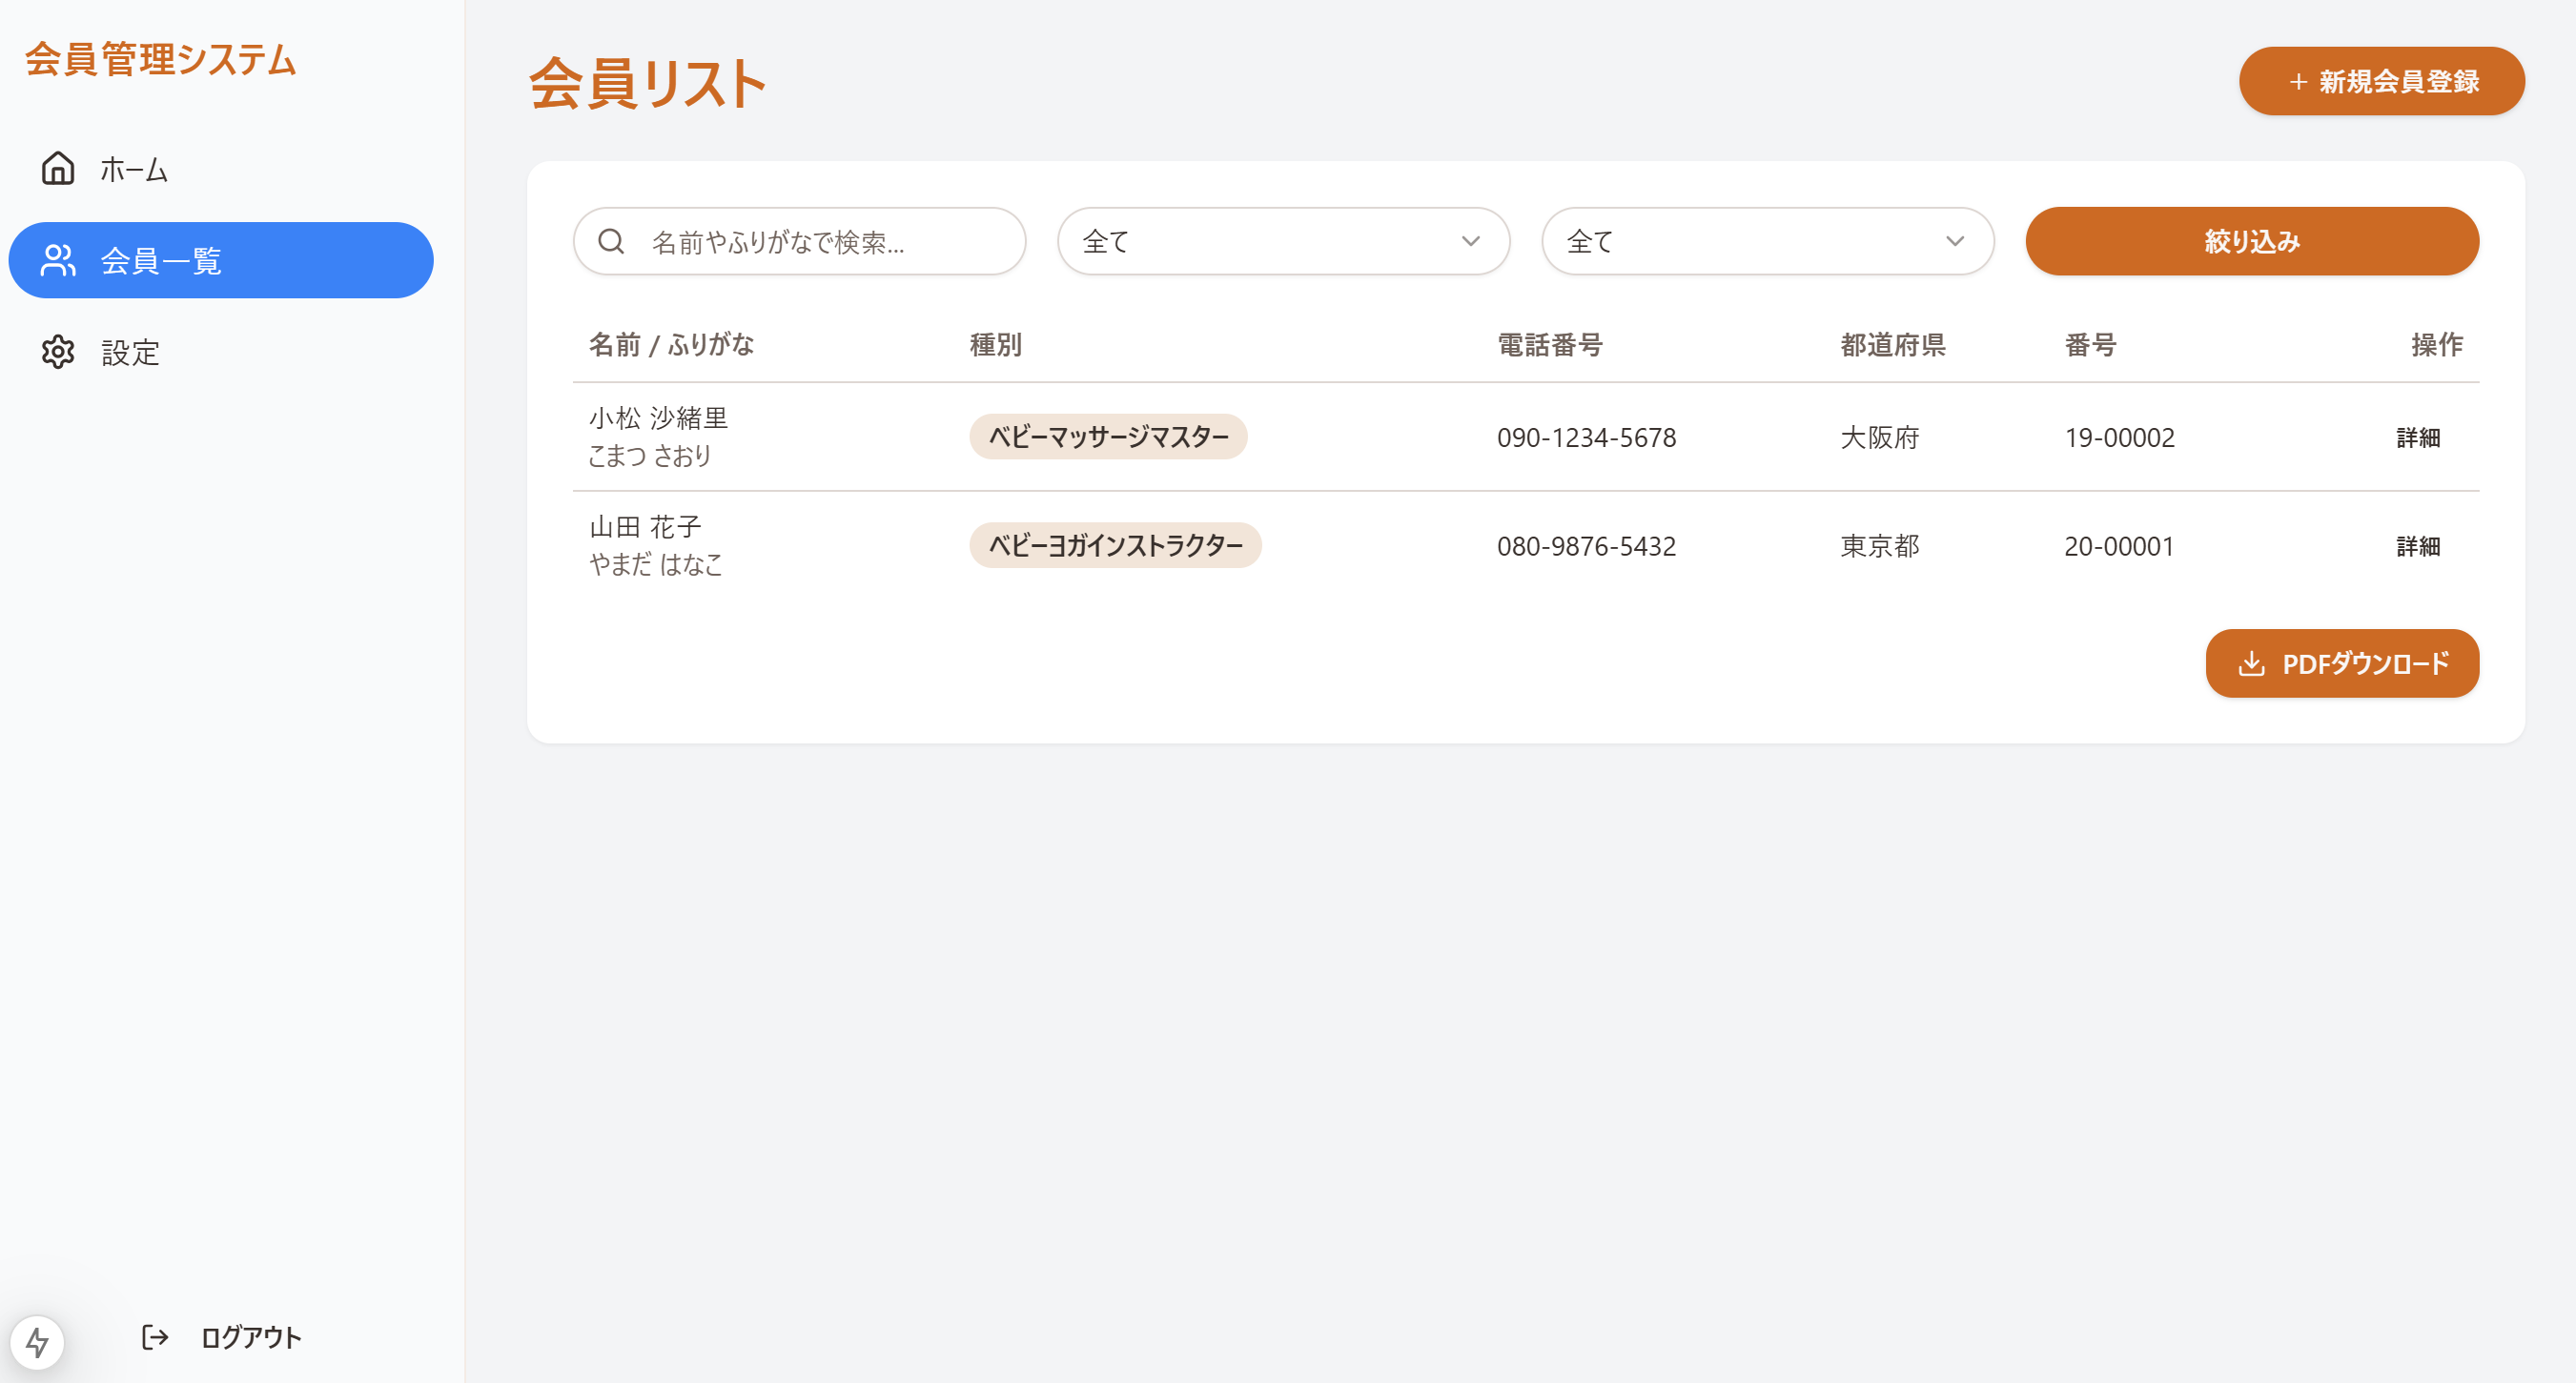 会員管理システム
ホーム
会員一覧
設定
ログアウト
会員リスト
+ 新規会員登録
名前やふりがなで検索...
全て
全て
絞り込み
名前 / ふりがな 種別 電話番号 都道府県 番号 操作
小松 沙緒里
こまつ さおり
ベビーマッサージマスター 090-1234-5678 大阪府 19-00002 詳細
山田 花子
やまだ はなこ
ベビーヨガインストラクター 080-9876-5432 東京都 20-00001 詳細
PDFダウンロード